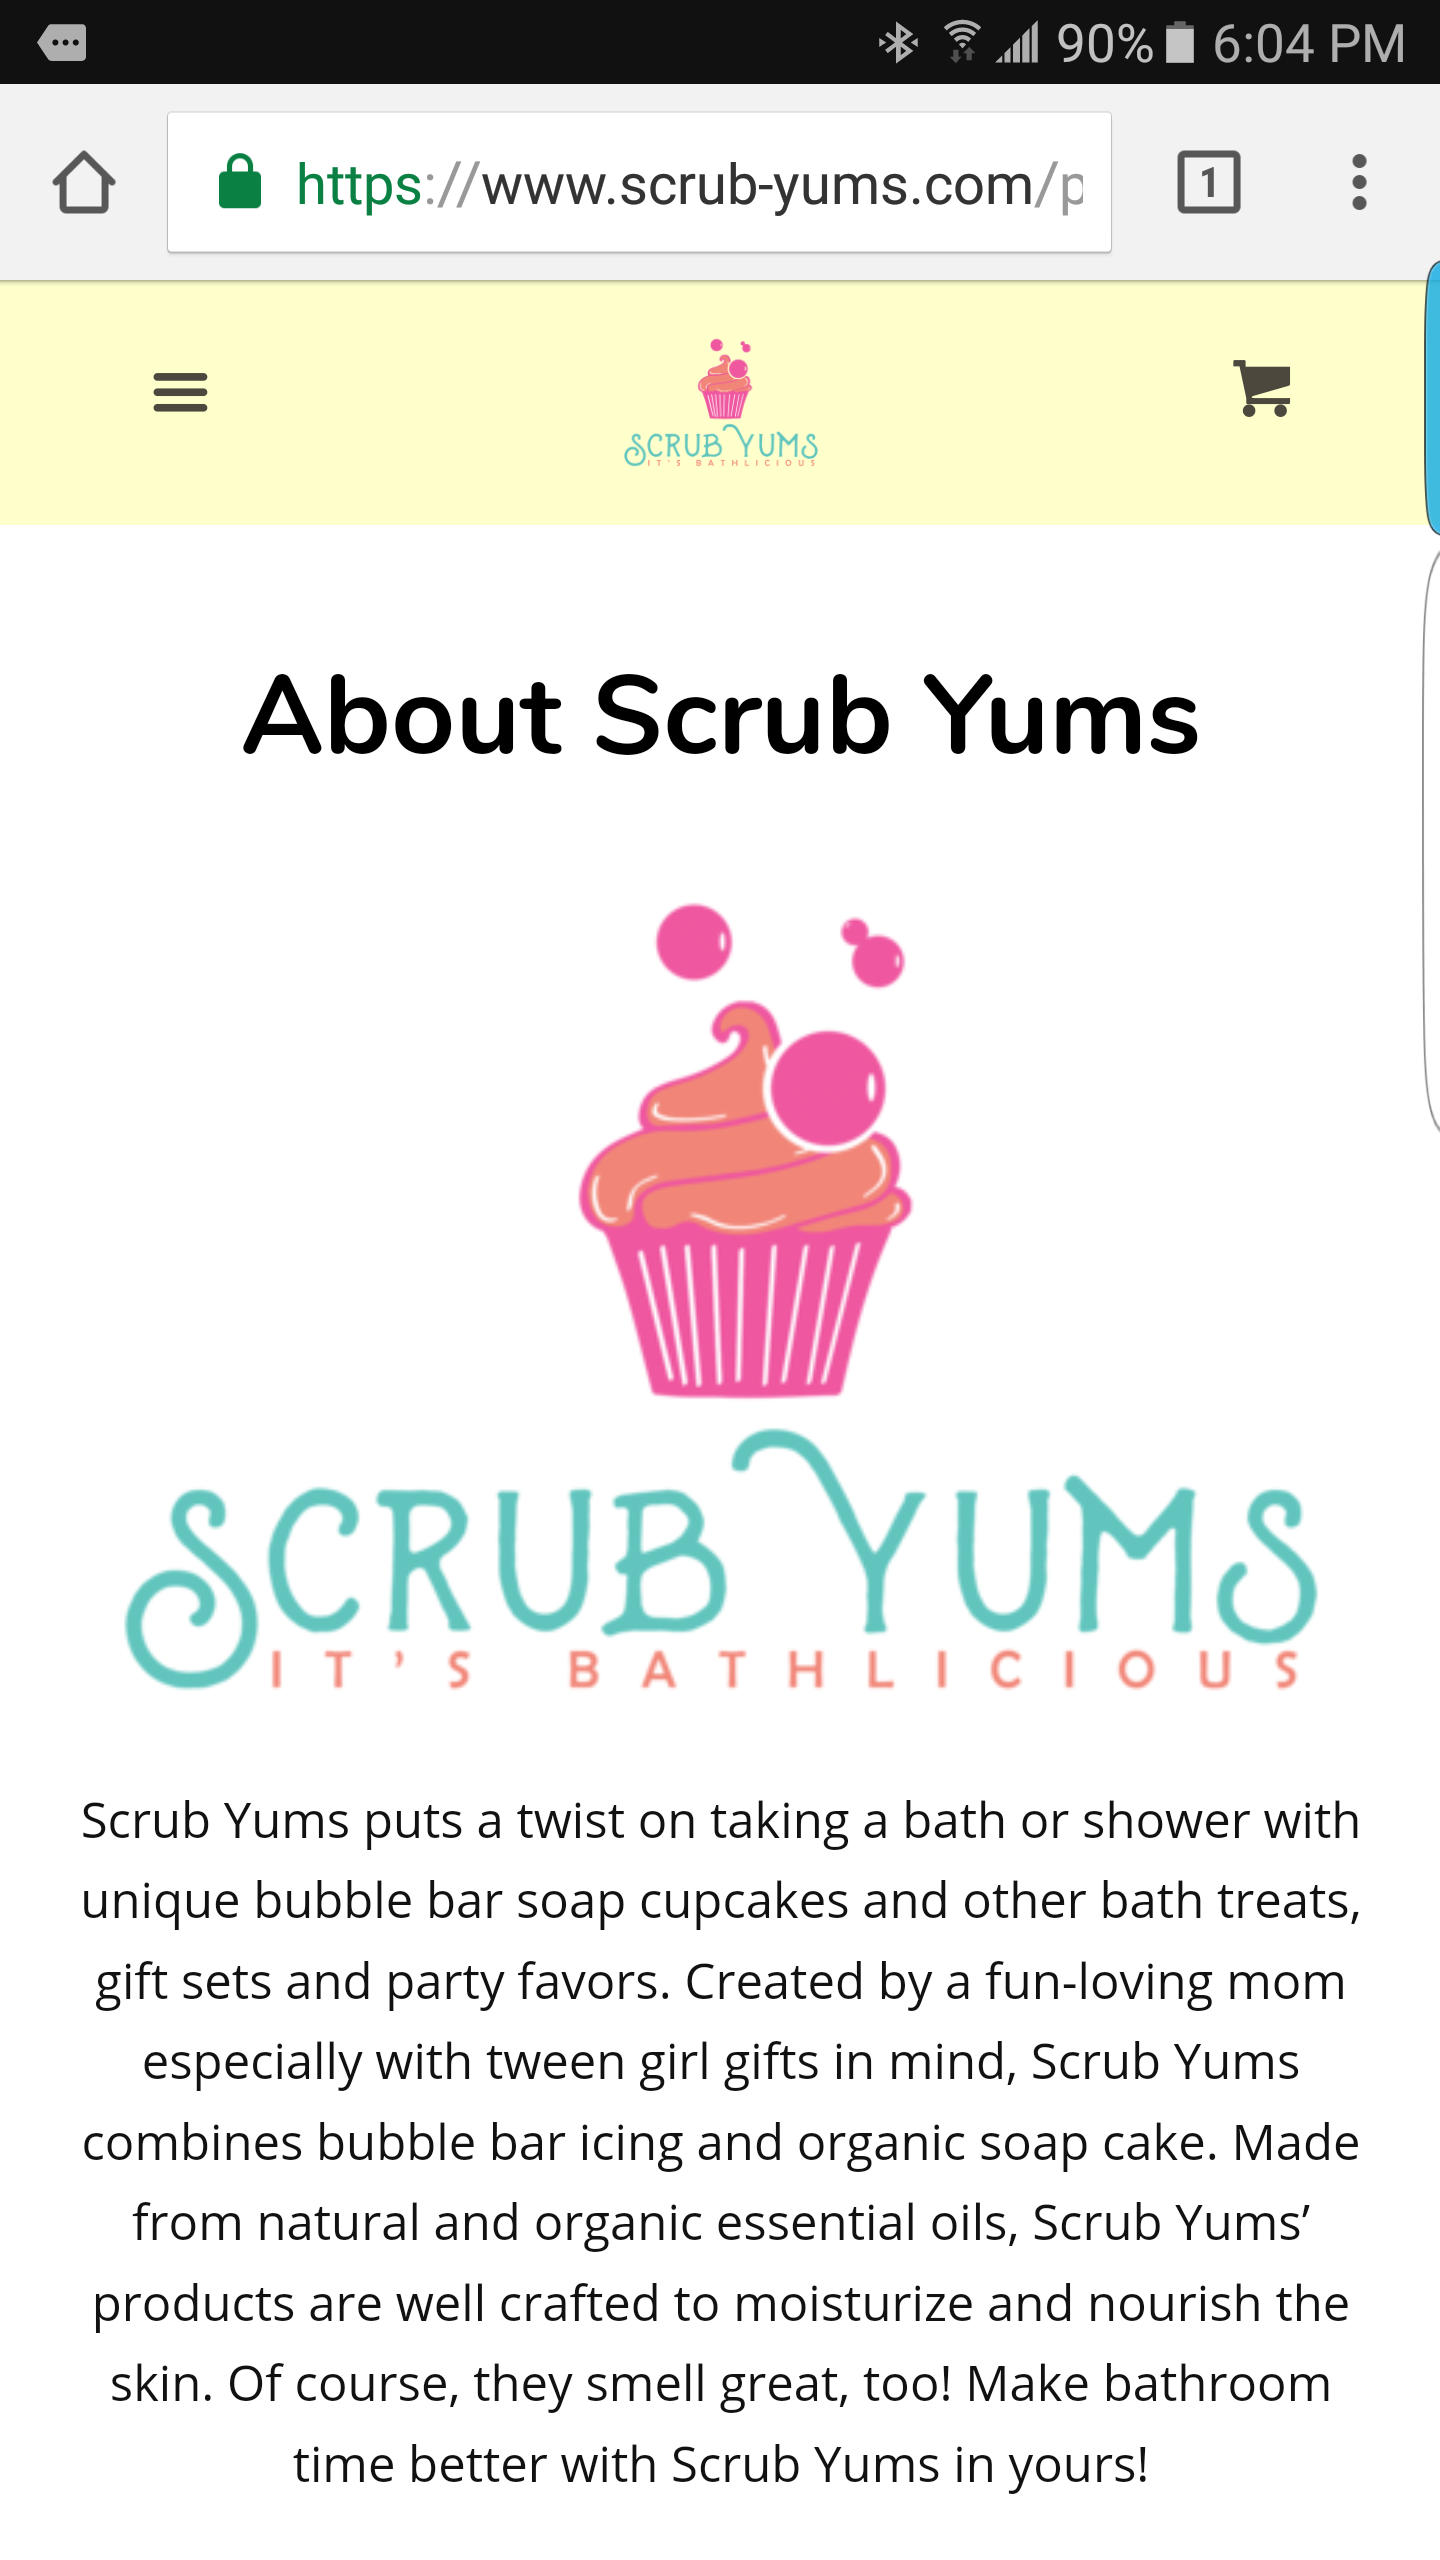 90% 6:04 PM
https://www.scrub-yums.com/p
1
SCRUB YUMS
IT'S BATHLICIOUS
About Scrub Yums
SCRUB YUMS
IT'S BATHLICIOUS
Scrub Yums puts a twist on taking a bath or shower with
unique bubble bar soap cupcakes and other bath treats,
gift sets and party favors. Created by a fun-loving mom
especially with tween girl gifts in mind, Scrub Yums
combines bubble bar icing and organic soap cake. Made
from natural and organic essential oils, Scrub Yums’
products are well crafted to moisturize and nourish the
skin. Of course, they smell great, too! Make bathroom
time better with Scrub Yums in yours!